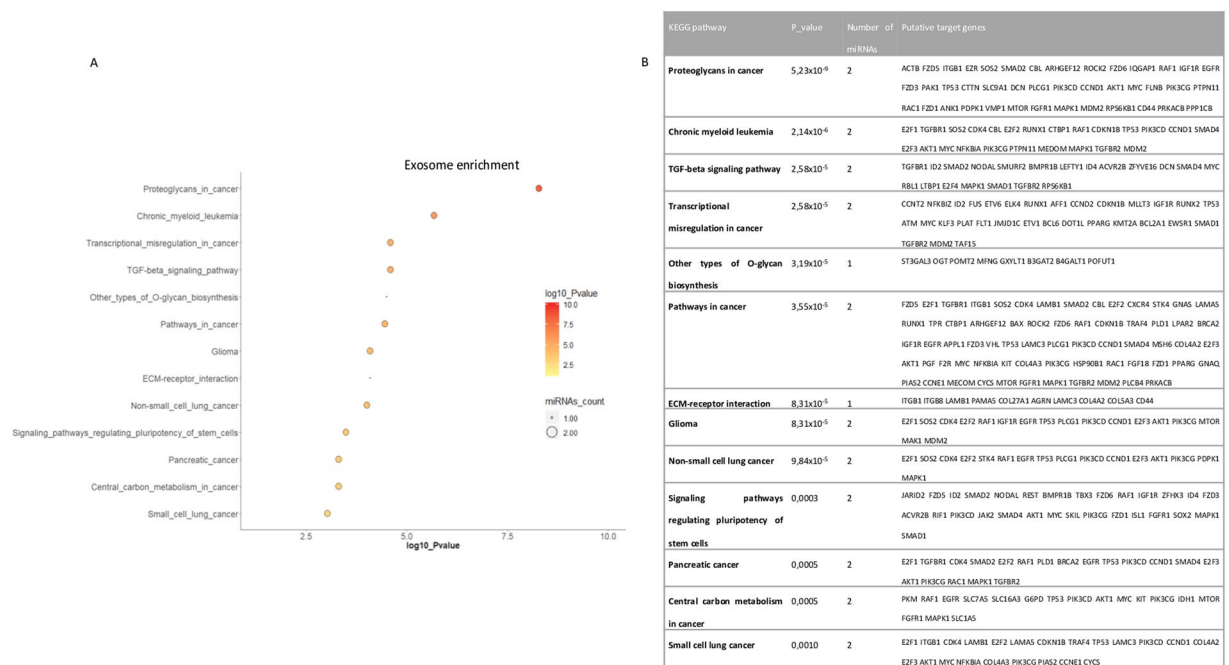 A
Exosome enrichment
Proteoglycans_in_cancer
Chronic_myeloid_leukemia
Transcriptional_misregulation_in_cancer
TGF-beta_signaling_pathway
Other_types_of_O-glycan_biosynthesis
Pathways_in_cancer
Glioma
ECM-receptor_interaction
Non-small_cell_lung_cancer
Signaling_pathways_regulating_pluripotency_of_stem_cells
Pancreatic_cancer
Central_carbon_metabolism_in_cancer
Small_cell_lung_cancer
2.5 5.0 7.5 10.0
log10_Pvalue
log10_Pvalue
10.0
7.5
5.0
2.5
miRNAs_count
1.00
2.00
B
KEGG pathway P_value Number of Putative target genes
miRNAs
Proteoglycans in cancer 5,23x10-9 2 ACTB FZD5 ITGB1 EZR SOS2 SMAD2 CBL ARHGEF12 ROCK2 FZD6 IQGAP1 RAF1 IGF1R EGFR
FZD3 PAK1 TP53 CTTN SLC9A1 DCN PLCG1 PIK3CD CCND1 AKT1 MYC FLNB PIK3CG PTPN11
RAC1 FZD1 ANK1 PDPK1 VMP1 MTOR FGFR1 MAPK1 MDM2 RPS6KB1 CD44 PRKACB PPP1CB
Chronic myeloid leukemia 2,14x10-6 2 E2F1 TGFBR1 SOS2 CDK4 CBL E2F2 RUNX1 CTBP1 RAF1 CDKN1B TP53 PIK3CD CCND1 SMAD4
E2F3 AKT1 MYC NFKBIA PIK3CG PTPN11 MEDOM MAPK1 TGFBR2 MDM2
TGF-beta signaling pathway 2,58x10-5 2 TGFBR1 ID2 SMAD2 NODAL SMURF2 BMPR1B LEFTY1 ID4 ACVR2B ZFYVE16 DCN SMAD4 MYC
RBL1 LTBP1 E2F4 MAPK1 SMAD1 TGFBR2 RPS6KB1
Transcriptional 2,58x10-5 2 CCNT2 NFKBIZ ID2 FUS ETV6 ELK4 RUNX1 AFF1 CCND2 CDKN1B MLLT3 IGF1R RUNX2 TP53
misregulation in cancer ATM MYC KLF3 PLAT FLT1 JMJD1C ETV1 BCL6 DOT1L PPARG KMT2A BCL2A1 EWSR1 SMAD1
TGFBR2 MDM2 TAF15
Other types of O-glycan 3,19x10-5 1 ST3GAL3 OGT POMT2 MFNG GXYLT1 B3GAT2 B4GALT1 POFUT1
biosynthesis
Pathways in cancer 3,55x10-5 2 FZD5 E2F1 TGFBR1 ITGB1 SOS2 CDK4 LAMB1 SMAD2 CBL E2F2 CXCR4 STK4 GNAS LAMA5
RUNX1 TPR CTBP1 ARHGEF12 BAX ROCK2 FZD6 RAF1 CDKN1B TRAF4 PLD1 LPAR2 BRCA2
IGF1R EGFR APPL1 FZD3 VHL TP53 LAMC3 PLCG1 PIK3CD CCND1 SMAD4 MSH6 COL4A2 E2F3
AKT1 PGF F2R MYC NFKBIA KIT COL4A3 PIK3CG HSP90B1 RAC1 FGF18 FZD1 PPARG GNAQ
PIAS2 CCNE1 MECOM CYCS MTOR FGFR1 MAPK1 TGFBR2 MDM2 PLCB4 PRKACB
ECM-receptor interaction 8,31x10-5 1 ITGB1 ITGB8 LAMB1 PAMA5 COL27A1 AGRN LAMC3 COL4A2 COL5A3 CD44
Glioma 8,31x10-5 2 E2F1 SOS2 CDK4 E2F2 RAF1 IGF1R EGFR TP53 PLCG1 PIK3CD CCND1 E2F3 AKT1 PIK3CG MTOR
MAK1 MDM2
Non-small cell lung cancer 9,84x10-5 2 E2F1 SOS2 CDK4 E2F2 STK4 RAF1 EGFR TP53 PLCG1 PIK3CD CCND1 E2F3 AKT1 PIK3CG PDPK1
MAPK1
Signaling pathways 0,0003 2 JARID2 FZD5 ID2 SMAD2 NODAL REST BMPR1B TBX3 FZD6 RAF1 IGF1R ZFHX3 ID4 FZD3
regulating pluripotency of ACVR2B RIF1 PIK3CD JAK2 SMAD4 AKT1 MYC SKIL PIK3CG FZD1 ISL1 FGFR1 SOX2 MAPK1
stem cells SMAD1
Pancreatic cancer 0,0005 2 E2F1 TGFBR1 CDK4 SMAD2 E2F2 RAF1 PLD1 BRCA2 EGFR TP53 PIK3CD CCND1 SMAD4 E2F3
AKT1 PIK3CG RAC1 MAPK1 TGFBR2
Central carbon metabolism 0,0005 2 PKM RAF1 EGFR SLC7A5 SLC16A3 G6PD TP53 PIK3CD AKT1 MYC KIT PIK3CG IDH1 MTOR
in cancer FGFR1 MAPK1 SLC1A5
Small cell lung cancer 0,0010 2 E2F1 ITGB1 CDK4 LAMB1 E2F2 LAMA5 CDKN1B TRAF4 TP53 LAMC3 PIK3CD CCND1 COL4A2
E2F3 AKT1 MYC NFKBIA COL4A3 PIK3CG PIAS2 CCNE1 CYCS